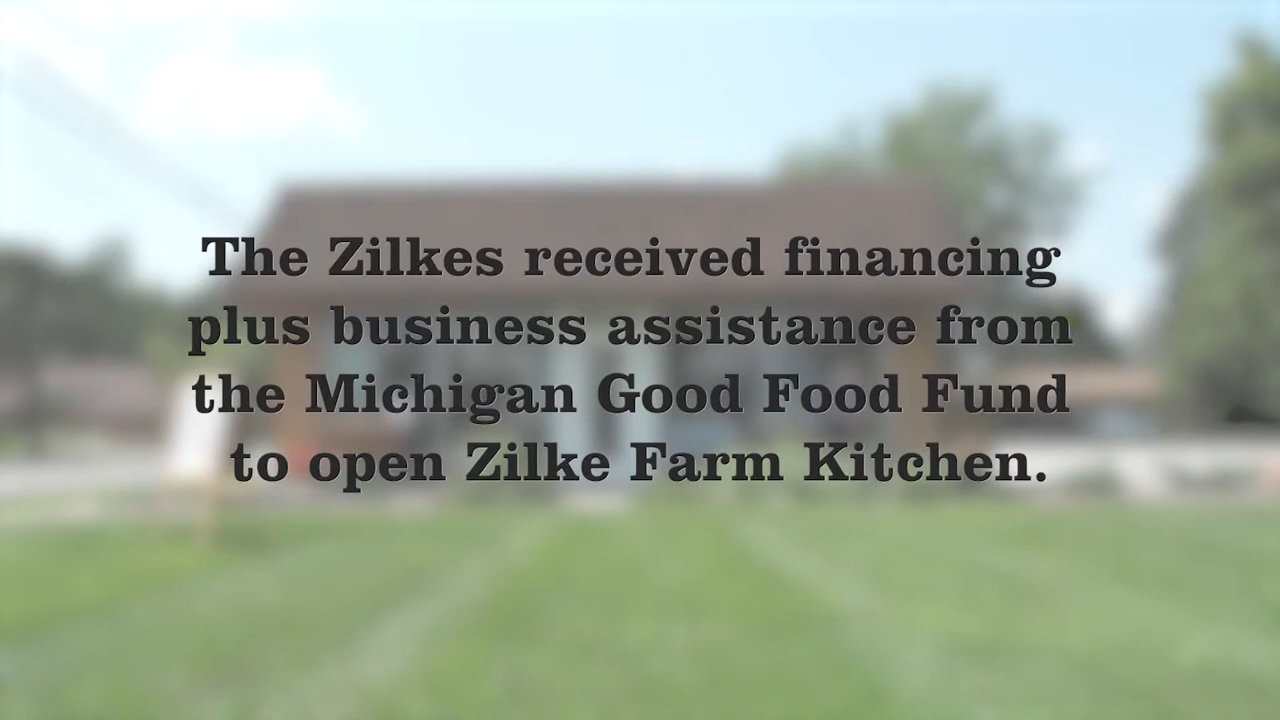 The Zilkes received financing
plus business assistance from
the Michigan Good Food Fund
to open Zilke Farm Kitchen.